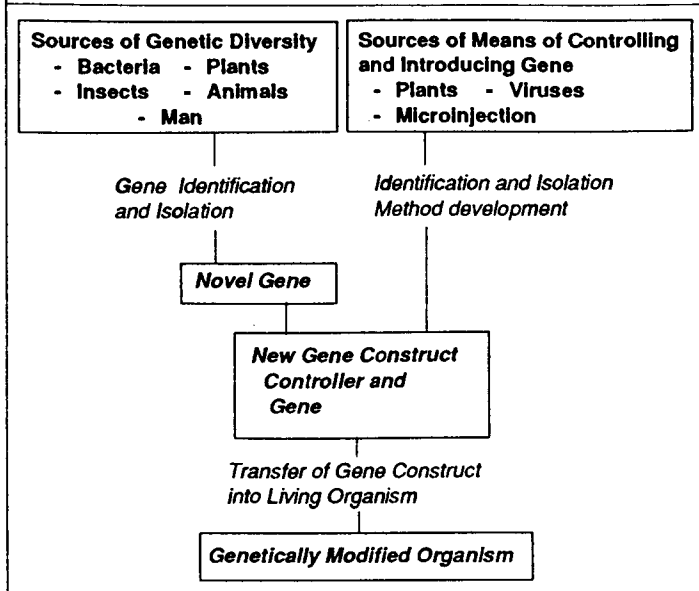 Sources of Genetic Diversity
- Bacteria - Plants
- Insects - Animals
- Man
Sources of Means of Controlling
and Introducing Gene
- Plants - Viruses
- Microinjection
Gene Identification
and Isolation
Identification and Isolation
Method development
Novel Gene
New Gene Construct
Controller and
Gene
Transfer of Gene Construct
into Living Organism
Genetically Modified Organism